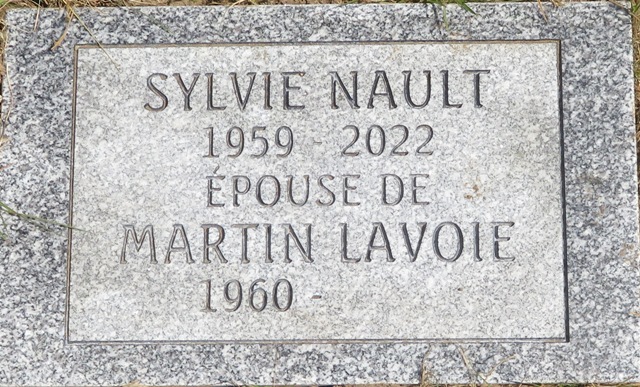 SYLVIE NAULT
1959 - 2022
ÉPOUSE DE
MARTIN LAVOIE
1960 -